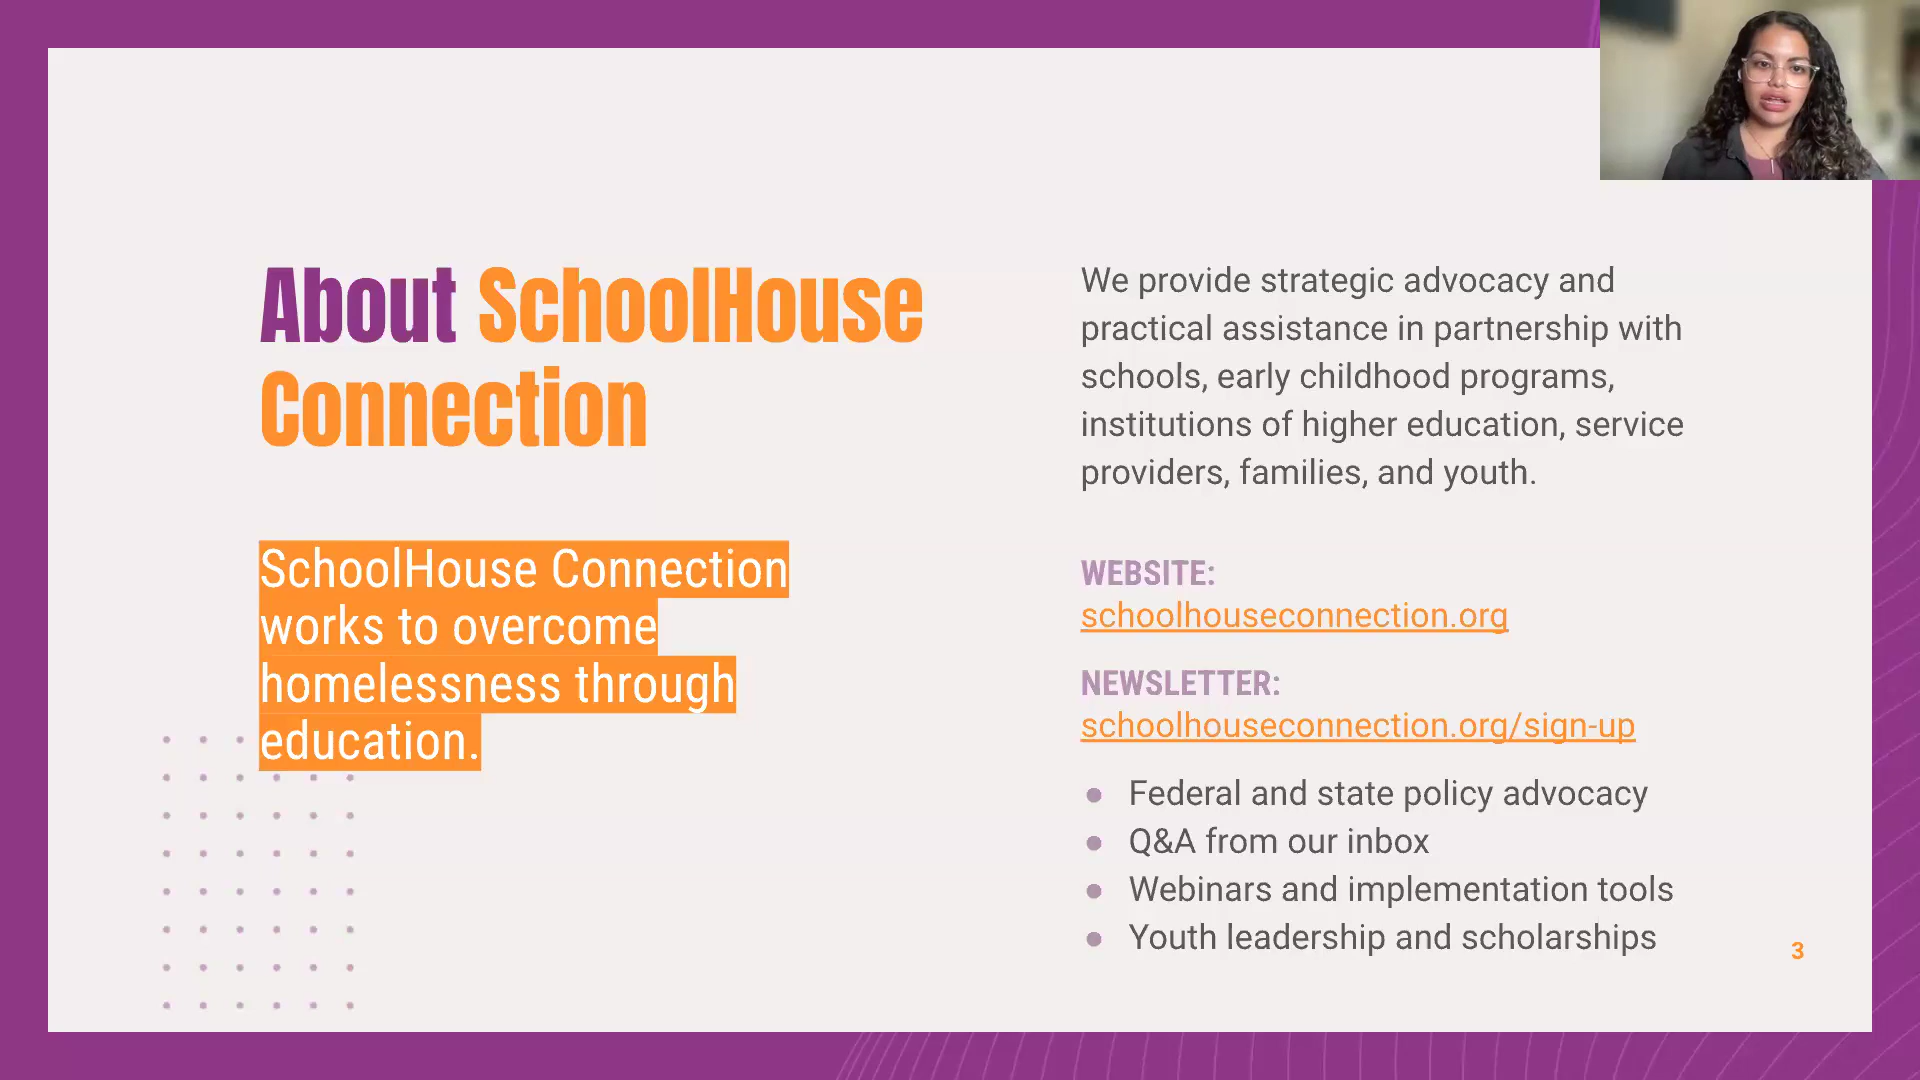 About SchoolHouse
Connection
SchoolHouse Connection
works to overcome
homelessness through
education.
We provide strategic advocacy and
practical assistance in partnership with
schools, early childhood programs,
institutions of higher education, service
providers, families, and youth.
WEBSITE:
schoolhouseconnection.org
NEWSLETTER:
schoolhouseconnection.org/sign-up
● Federal and state policy advocacy
● Q&A from our inbox
● Webinars and implementation tools
● Youth leadership and scholarships
3